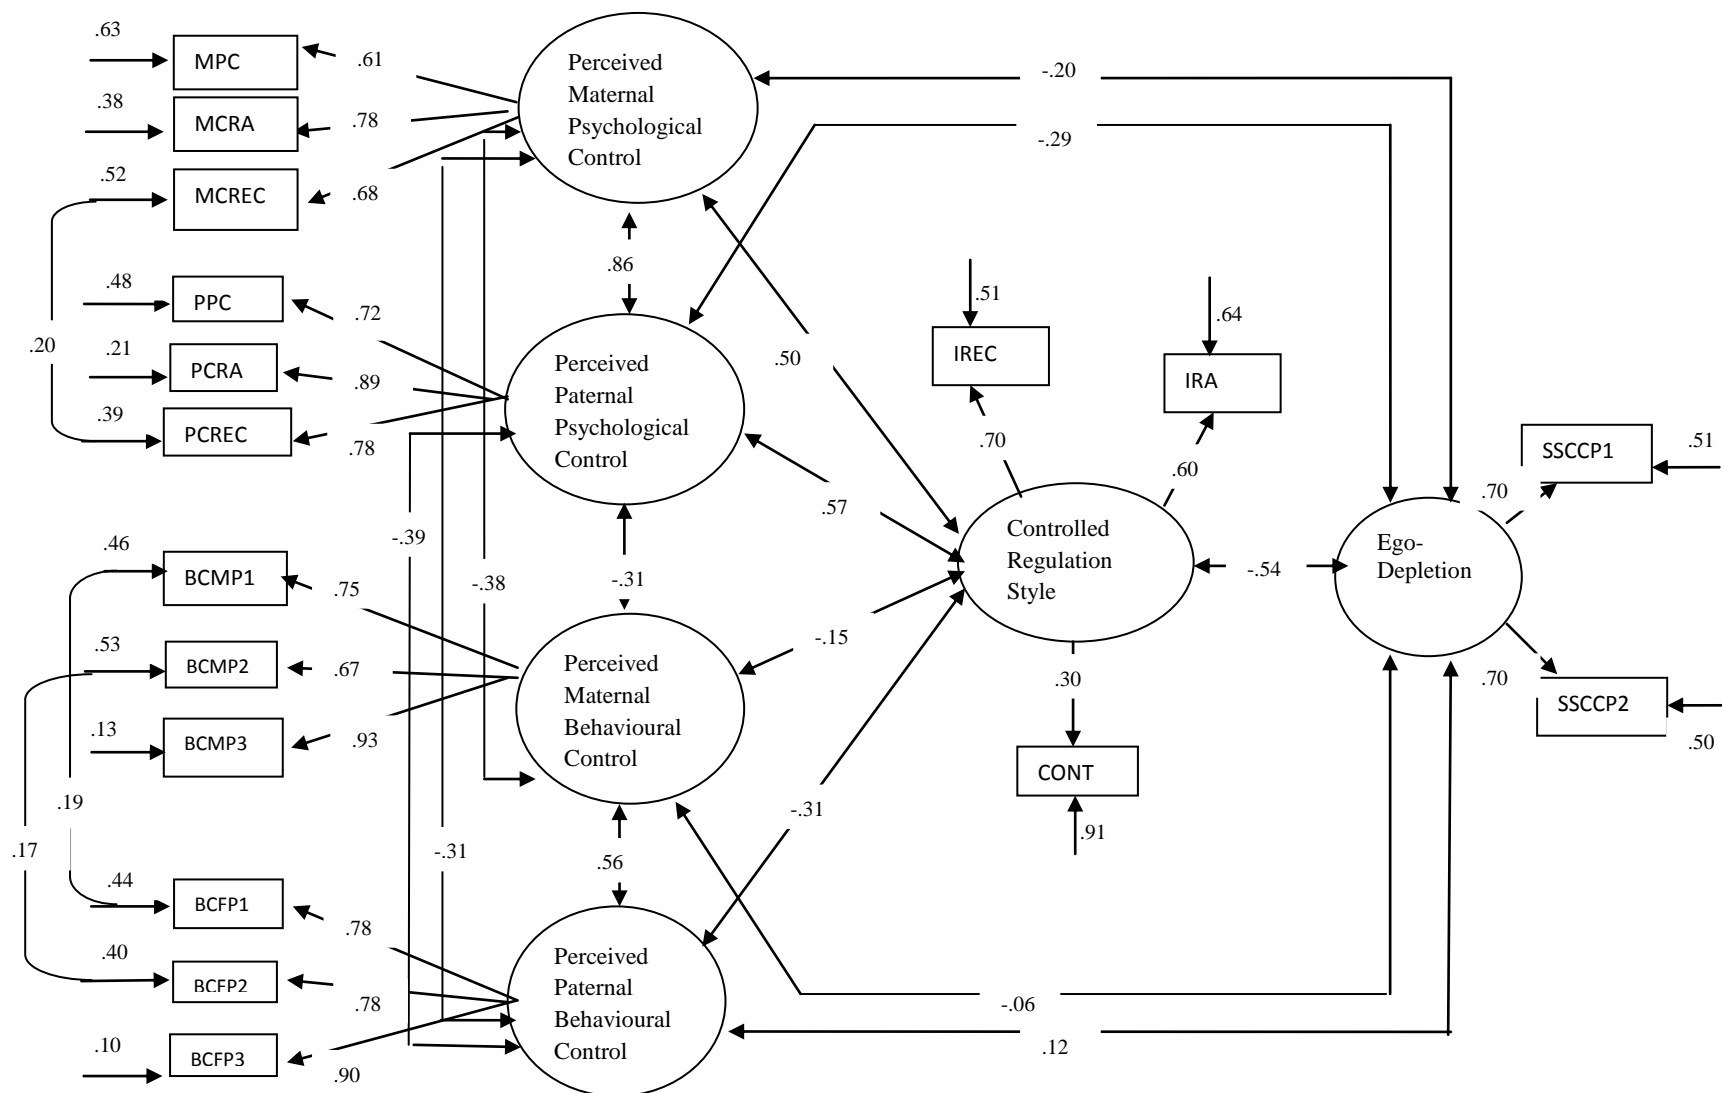 .63
MPC
.61
Perceived
Maternal
Psychological
Control
-.20
.38
MCRA
.78
-.29
.52
MCREC
.68
.86
.48
PPC
.72
.51
.64
.20
.21
PCRA
.89
Perceived
Paternal
Psychological
Control
.50
IREC
IRA
.39
PCREC
.78
.70
.60
SSCCP1
.51
.70
.57
-.39
-.38
-.31
Controlled
Regulation
Style
-.54
Ego-
Depletion
.46
BCMP1
.75
.53
BCMP2
.67
Perceived
Maternal
Behavioural
Control
-.15
.30
.70
SSCCP2
.50
.13
BCMP3
.93
CONT
.19
.17
-.31
.56
-.31
.91
.44
BCFP1
.78
.40
BCFP2
.78
Perceived
Paternal
Behavioural
Control
-.06
.12
.10
BCFP3
.90